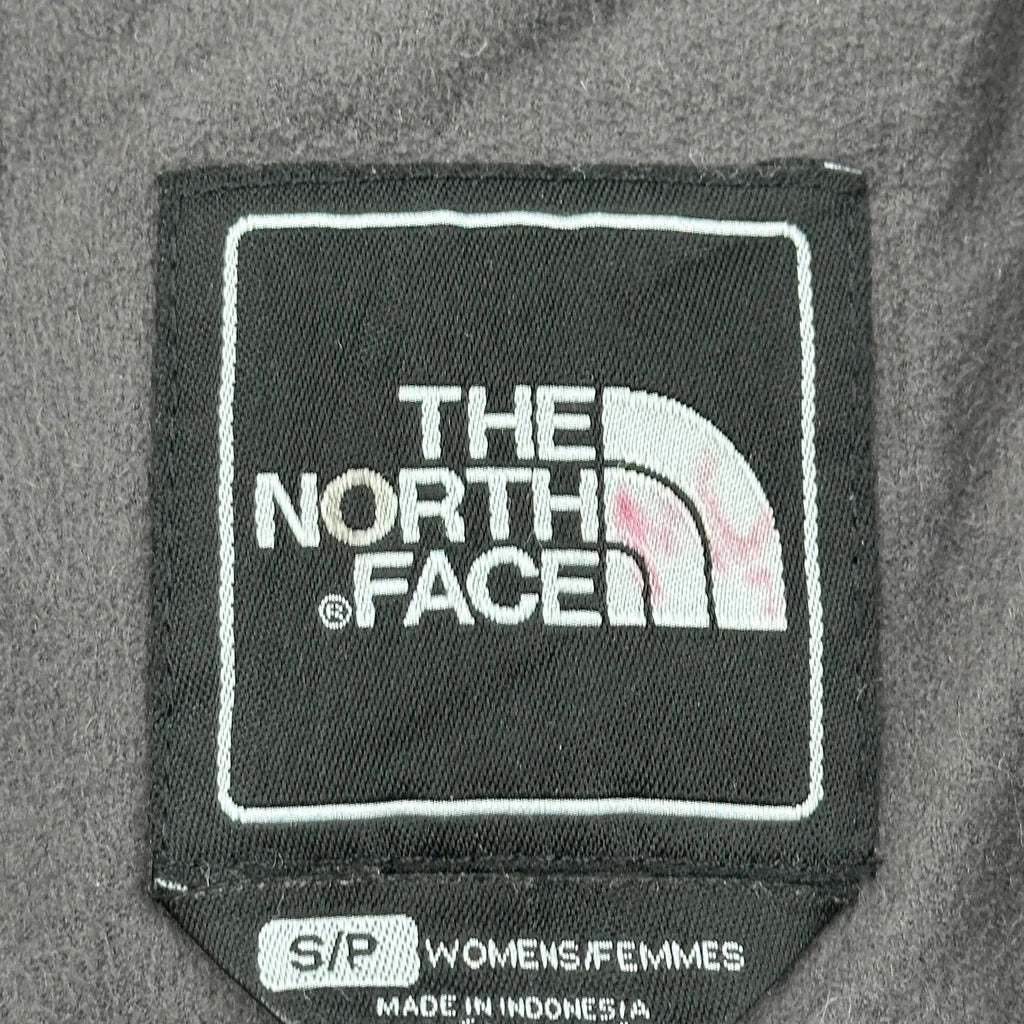 THE
NORTH
® FACE
S/P WOMENS/FEMMES
MADE IN INDONESIA